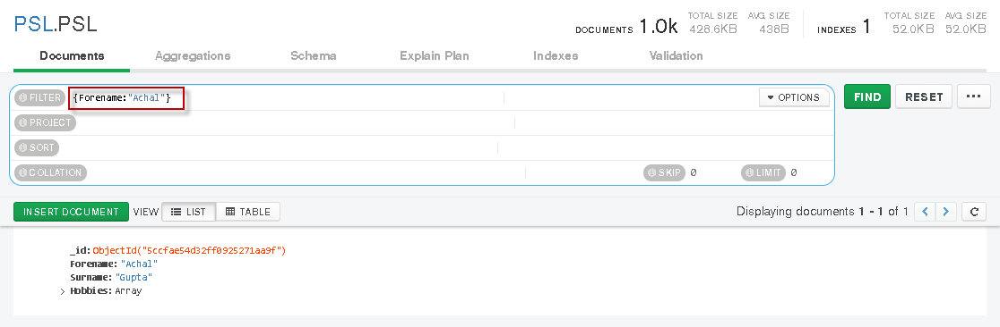 PSL.PSL
DOCUMENTS 1.0k TOTAL SIZE 428.6KB AVG SIZE 438B INDEXES 1 TOTAL SIZE 52.0KB AVG SIZE 52.0KB
Documents Aggregations Schema Explain Plan Indexes Validation
FILTER {Forename:"Achal"} OPTIONS FIND RESET ...
PROJECT
SORT
COLLATION SKIP 0 LIMIT 0
INSERT DOCUMENT VIEW LIST TABLE Displaying documents 1 - 1 of 1
_id: ObjectId("5ccfae54d32ff0925271aa9f")
Forename: "Achal"
Surname: "Gupta"
> Hobbies: Array